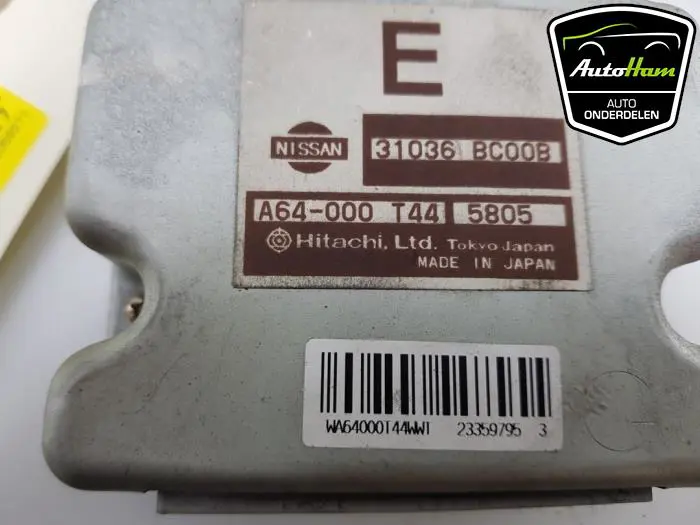 E
NISSAN
31036 BC00B
A64-000 T44 5805
Hitachi, Ltd. Tokyo Japan
MADE IN JAPAN
WA64000T44WWT 23359795 3
AutoHam
AUTO
ONDERDELEN